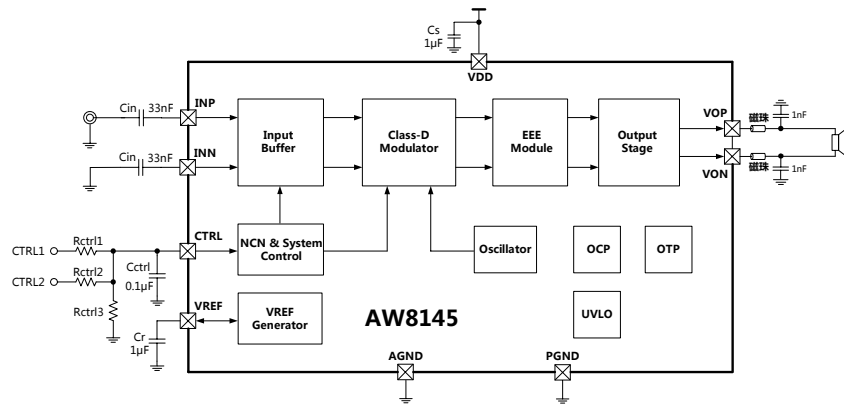 Cs
1μF
VDD
Cin 33nF
INP
Input
Buffer
Class-D
Modulator
EEE
Module
Output
Stage
VOP
磁珠
1nF
Cin 33nF
INN
VON
磁珠
1nF
CTRL1
Rctrl1
CTRL
NCN & System
Control
Oscillator
OCP
OTP
CTRL2
Rctrl2
Cctrl
0.1μF
Rctrl3
VREF
VREF
Generator
UVLO
AW8145
Cr
1μF
AGND
PGND